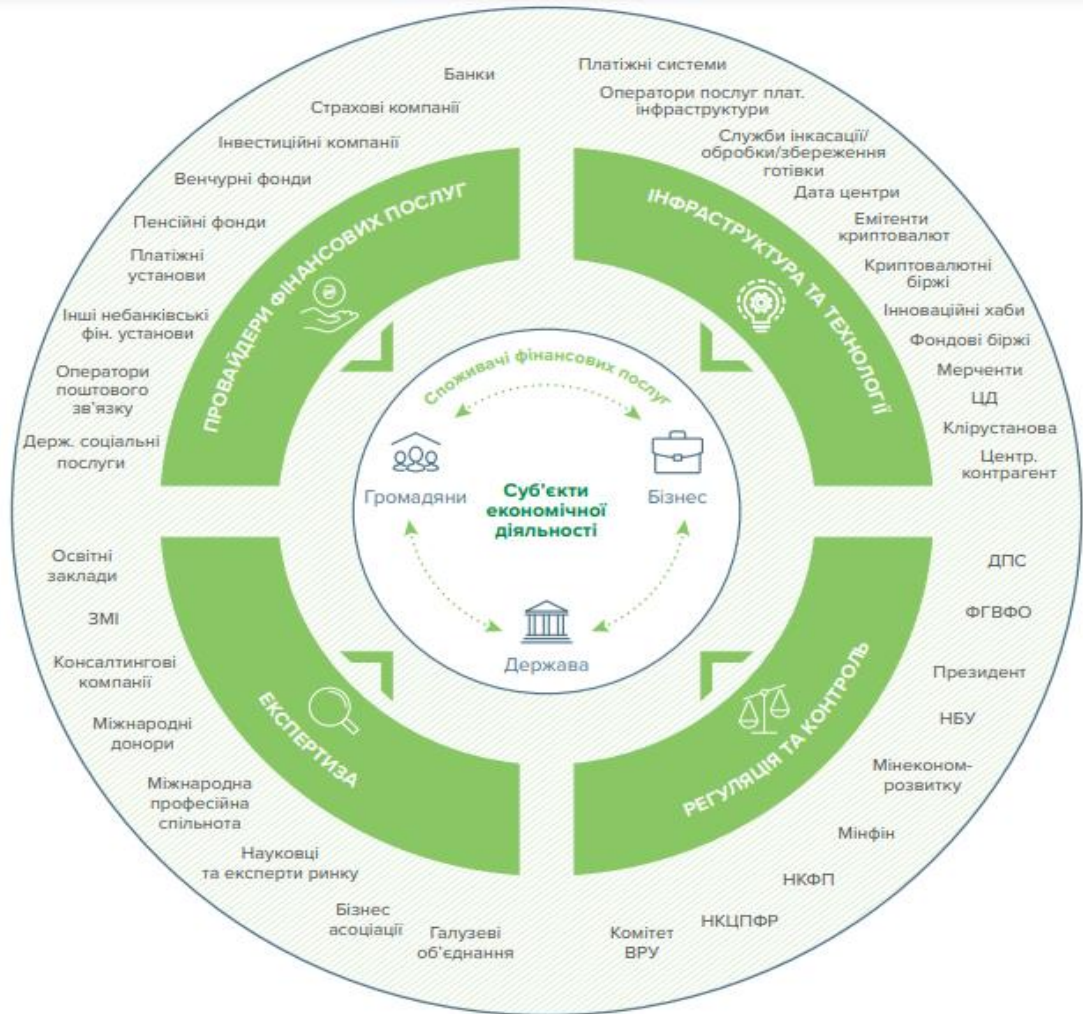 Банки
Страхові компанії
Інвестиційні компанії
Венчурні фонди
Пенсійні фонди
Платіжні
установи
Інші небанківські
фін. установи
Оператори
поштового
зв’язку
Держ. соціальні
послуги
ПРОВАЙДЕРИ ФІНАНСОВИХ ПОСЛУГ
Платіжні системи
Оператори послуг плат.
інфраструктури
Служби інкасації/
обробки/збереження
готівки
Дата центри
Емітенти
криптовалют
Криптовалютні
біржі
Інноваційні хаби
Фондові біржі
Мерченти
ЦД
Клірустанова
Центр.
контрагент
ІНФРАСТРУКТУРА ТА ТЕХНОЛОГІЇ
Споживачі фінансових послуг
Громадяни
Суб’єкти
економічної
діяльності
Бізнес
Держава
Освітні
заклади
ЗМІ
Консалтингові
компанії
Міжнародні
донори
Міжнародна
професійна
спільнота
Науковці
та експерти ринку
Бізнес
асоціації
Галузеві
об’єднання
ЕКСПЕРТИЗА
ДПС
ФГВФО
Президент
НБУ
Мінеконом-
розвитку
Мінфін
НКФП
НКЦПФР
Комітет
ВРУ
РЕГУЛЯЦІЯ ТА КОНТРОЛЬ